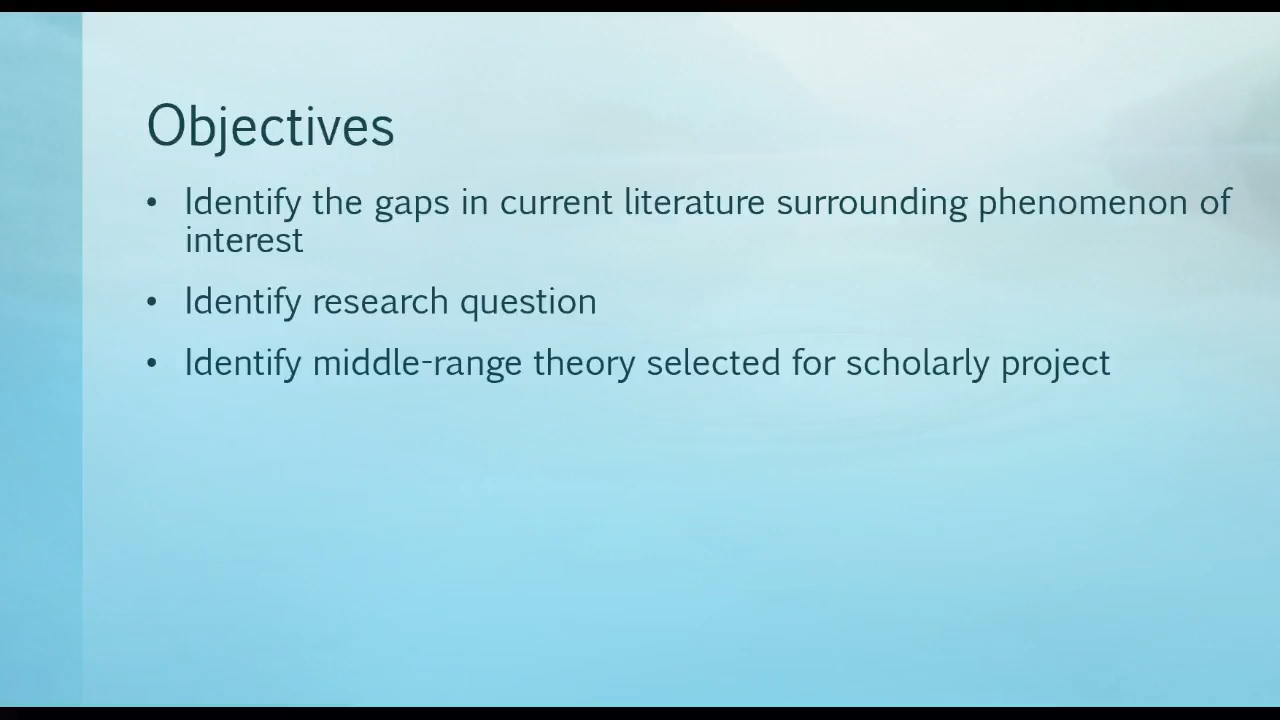 Objectives
• Identify the gaps in current literature surrounding phenomenon of
interest
• Identify research question
• Identify middle-range theory selected for scholarly project